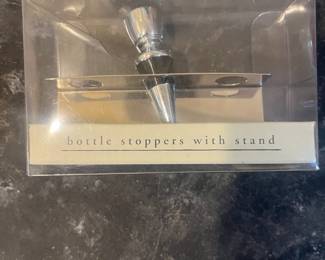 bottle stoppers with stand